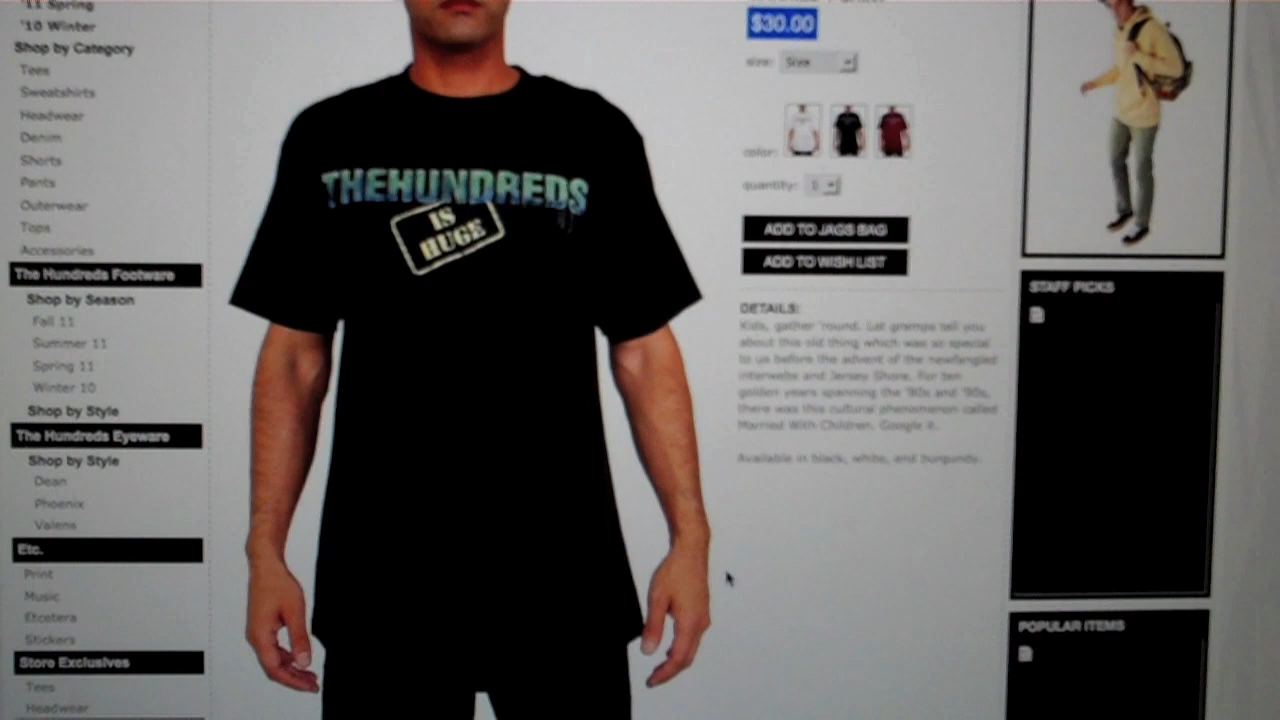 '11 Spring
'10 Winter
Shop by Category
Tees
Sweatshirts
Headwear
Denim
Shorts
Pants
Outerwear
Tops
Accessories
The Hundreds Footware
Shop by Season
Fall 11
Summer 11
Spring 11
Winter 10
Shop by Style
The Hundreds Eyeware
Shop by Style
Dean
Phoenix
Valens
Etc.
Print
Music
Etcetera
Stickers
Store Exclusives
Tees
Headwear
THEHUNDREDS
IS
HUGE
$30.00
size: Size
color:
quantity: 1
ADD TO JAGS BAG
ADD TO WISH LIST
DETAILS:
Kids, gather 'round. Let gramps tell you
about this old thing which was so special
to us before the advent of the newfangled
interwebs and Jersey Shore. For ten
golden years spanning the '80s and '90s,
there was this cultural phenomenon called
Married With Children. Google it.
Available in black, white, and burgundy.
STAFF PICKS
POPULAR ITEMS